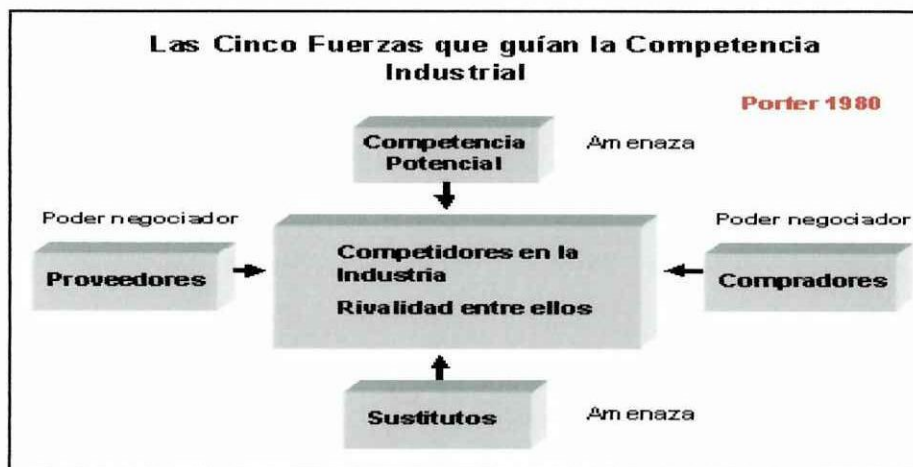 Las Cinco Fuerzas que guían la Competencia
Industrial
Porter 1980
Competencia
Potencial
Amenaza
Poder negociador
Proveedores
Competidores en la
Industria
Rivalidad entre ellos
Poder negociador
Compradores
Sustitutos
Amenaza